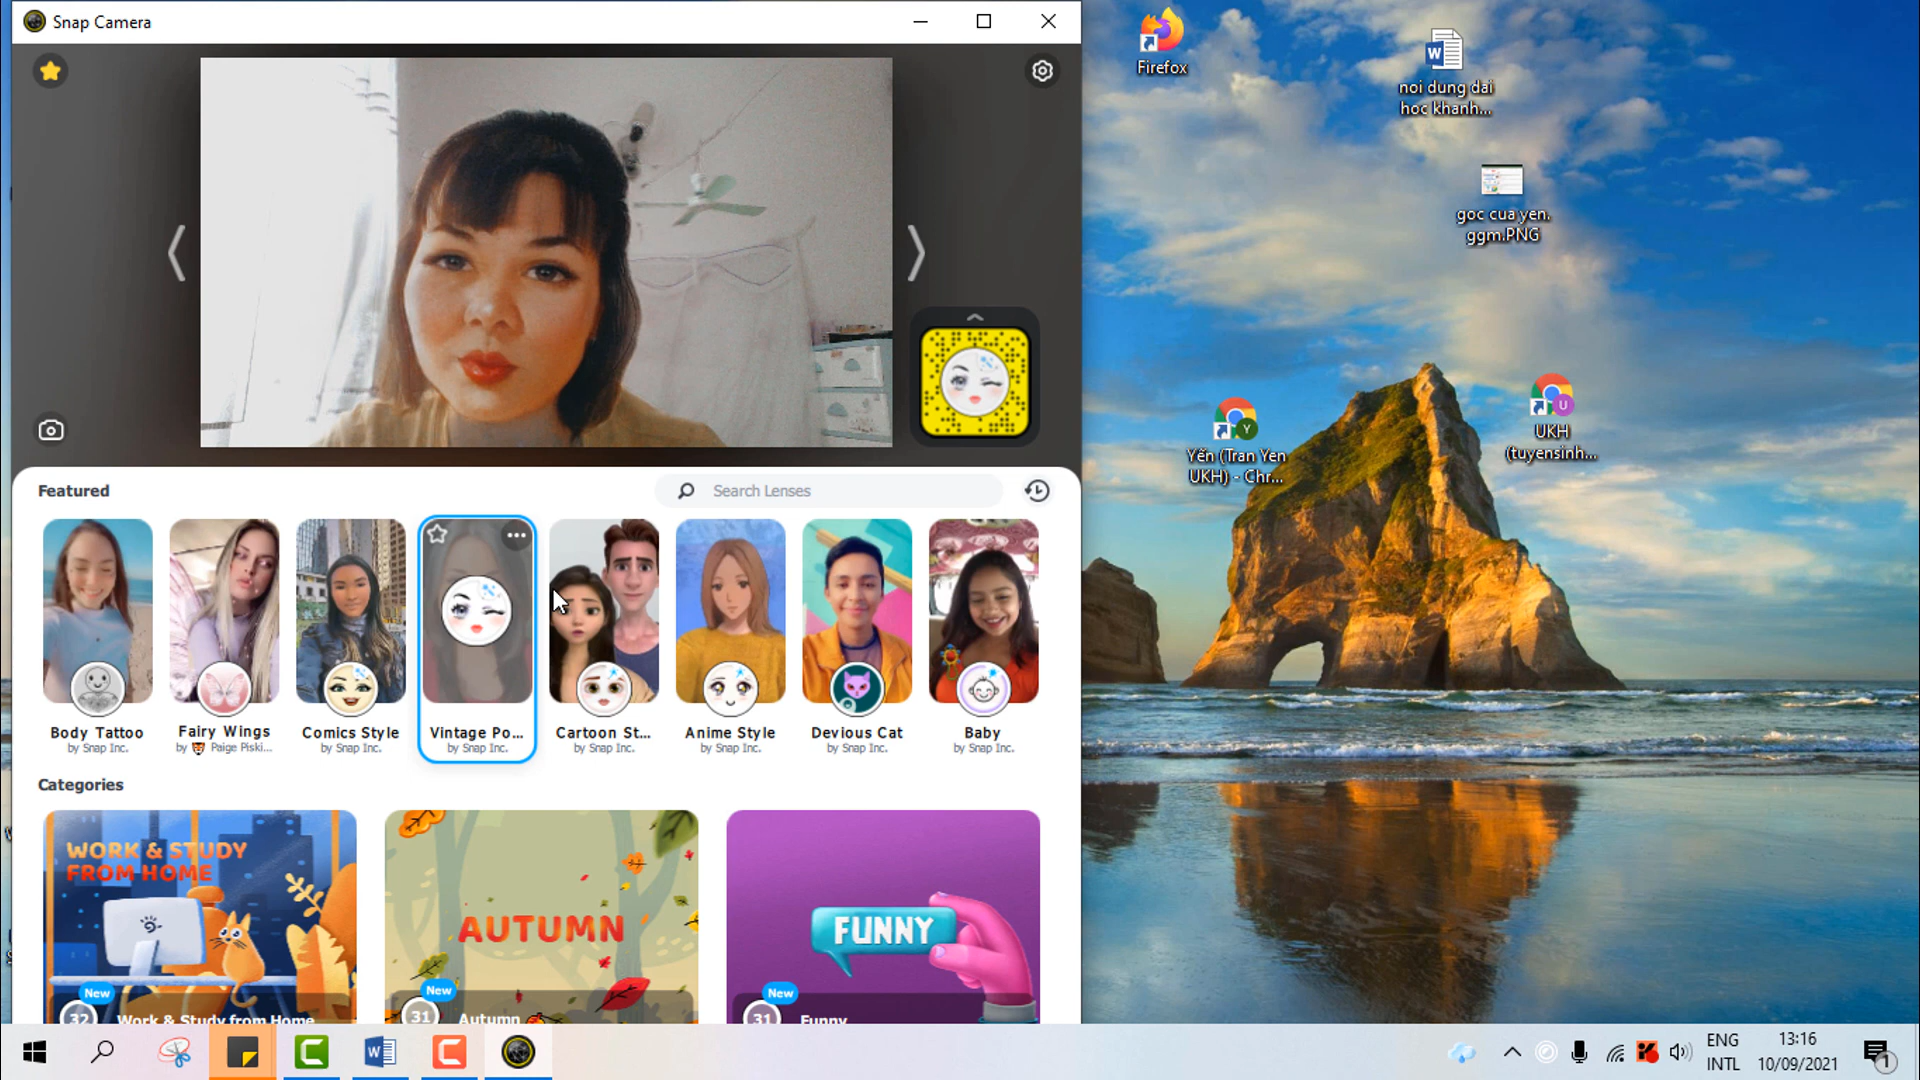 Snap Camera
Featured
Search Lenses
Body Tattoo
by Snap Inc.
Fairy Wings
by Paige Piski...
Comics Style
by Snap Inc.
Vintage Po...
by Snap Inc.
Cartoon St...
by Snap Inc.
Anime Style
by Snap Inc.
Devious Cat
by Snap Inc.
Baby
by Snap Inc.
Categories
WORK & STUDY
FROM HOME
New
32
Work & Study from Home
AUTUMN
New
31
Autumn
FUNNY
New
31
Funny
Firefox
W
noi dung dai
hoc khanh...
goc cua yen.
ggm.PNG
Y
Yến (Tran Yen
UKH) - Chr...
U
UKH
(tuyensinh...
W
ENG
INTL
13:16
10/09/2021
1